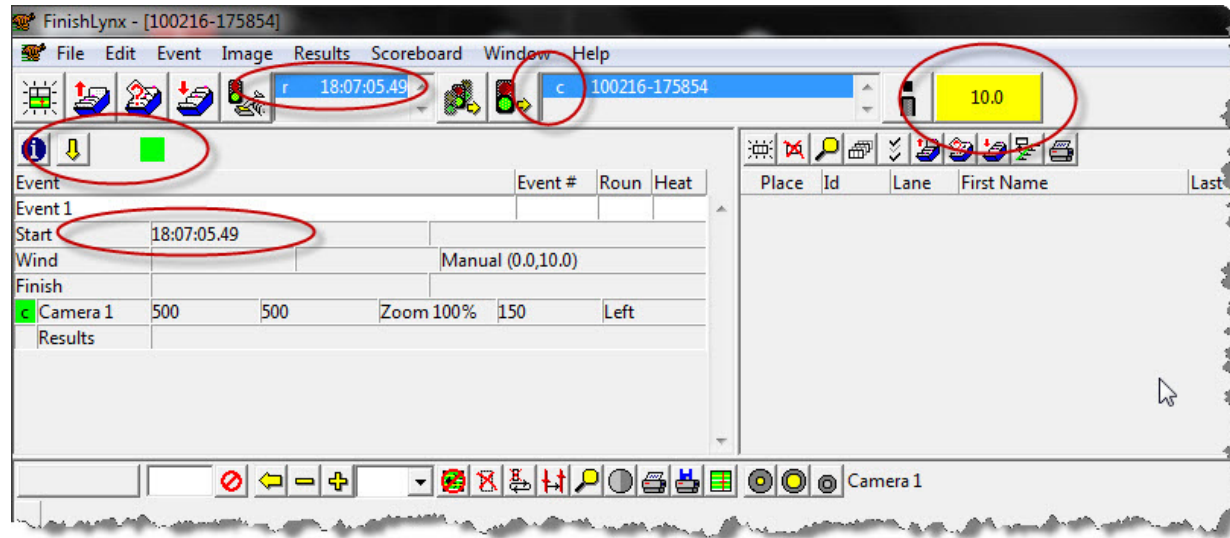 FinishLynx - [100216-175854]
File Edit Event Image Results Scoreboard Window Help
r 18:07:05.49 c 100216-175854 10.0
Event Event # Roun Heat Place Id Lane First Name Last
Event 1
Start 18:07:05.49
Wind Manual (0.0,10.0)
Finish
c Camera 1 500 500 Zoom 100% 150 Left
Results
Camera 1